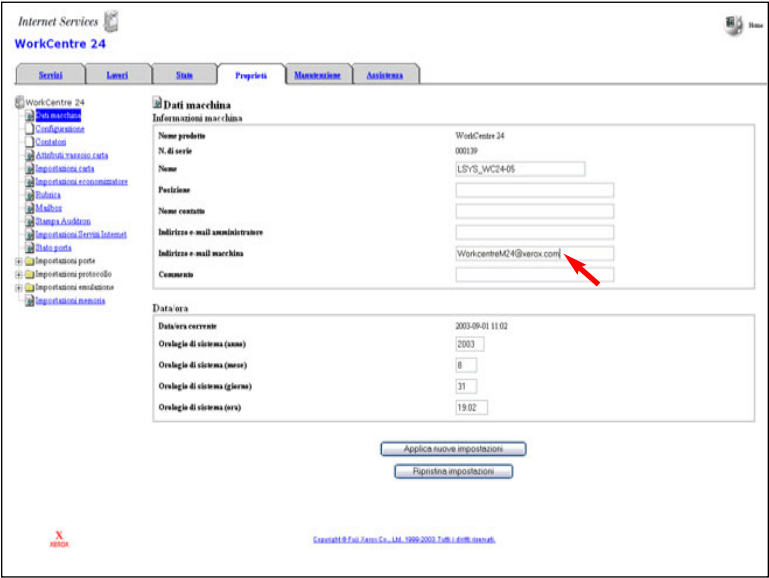 Internet Services
Home
WorkCentre 24
Servizi Lavori Stato Proprietà Manutenzione Assistenza
WorkCentre 24
Dati macchina
Configurazione
Contatori
Attributi vassoio carta
Impostazioni carta
Impostazioni economizzatore
Rubrica
Mailbox
Stampa Auditron
Impostazioni Servizi Internet
Stato porta
Impostazioni porte
Impostazioni protocollo
Impostazioni emulazione
Impostazioni memoria
Dati macchina
Informazioni macchina
Nome prodotto WorkCentre 24
N. di serie 000139
Nome LSYS_WC24-05
Posizione
Nome contatto
Indirizzo e-mail amministratore
Indirizzo e-mail macchina WorkcentreM24@xerox.com
Commento
Data/ora
Data/ora corrente 2003-09-01 11:02
Orologio di sistema (anno) 2003
Orologio di sistema (mese) 8
Orologio di sistema (giorno) 31
Orologio di sistema (ora) 19:02
Applica nuove impostazioni
Ripristina impostazioni
X
XEROX
Copyright © Fuji Xerox Co., Ltd. 1999-2003. Tutti i diritti riservati.